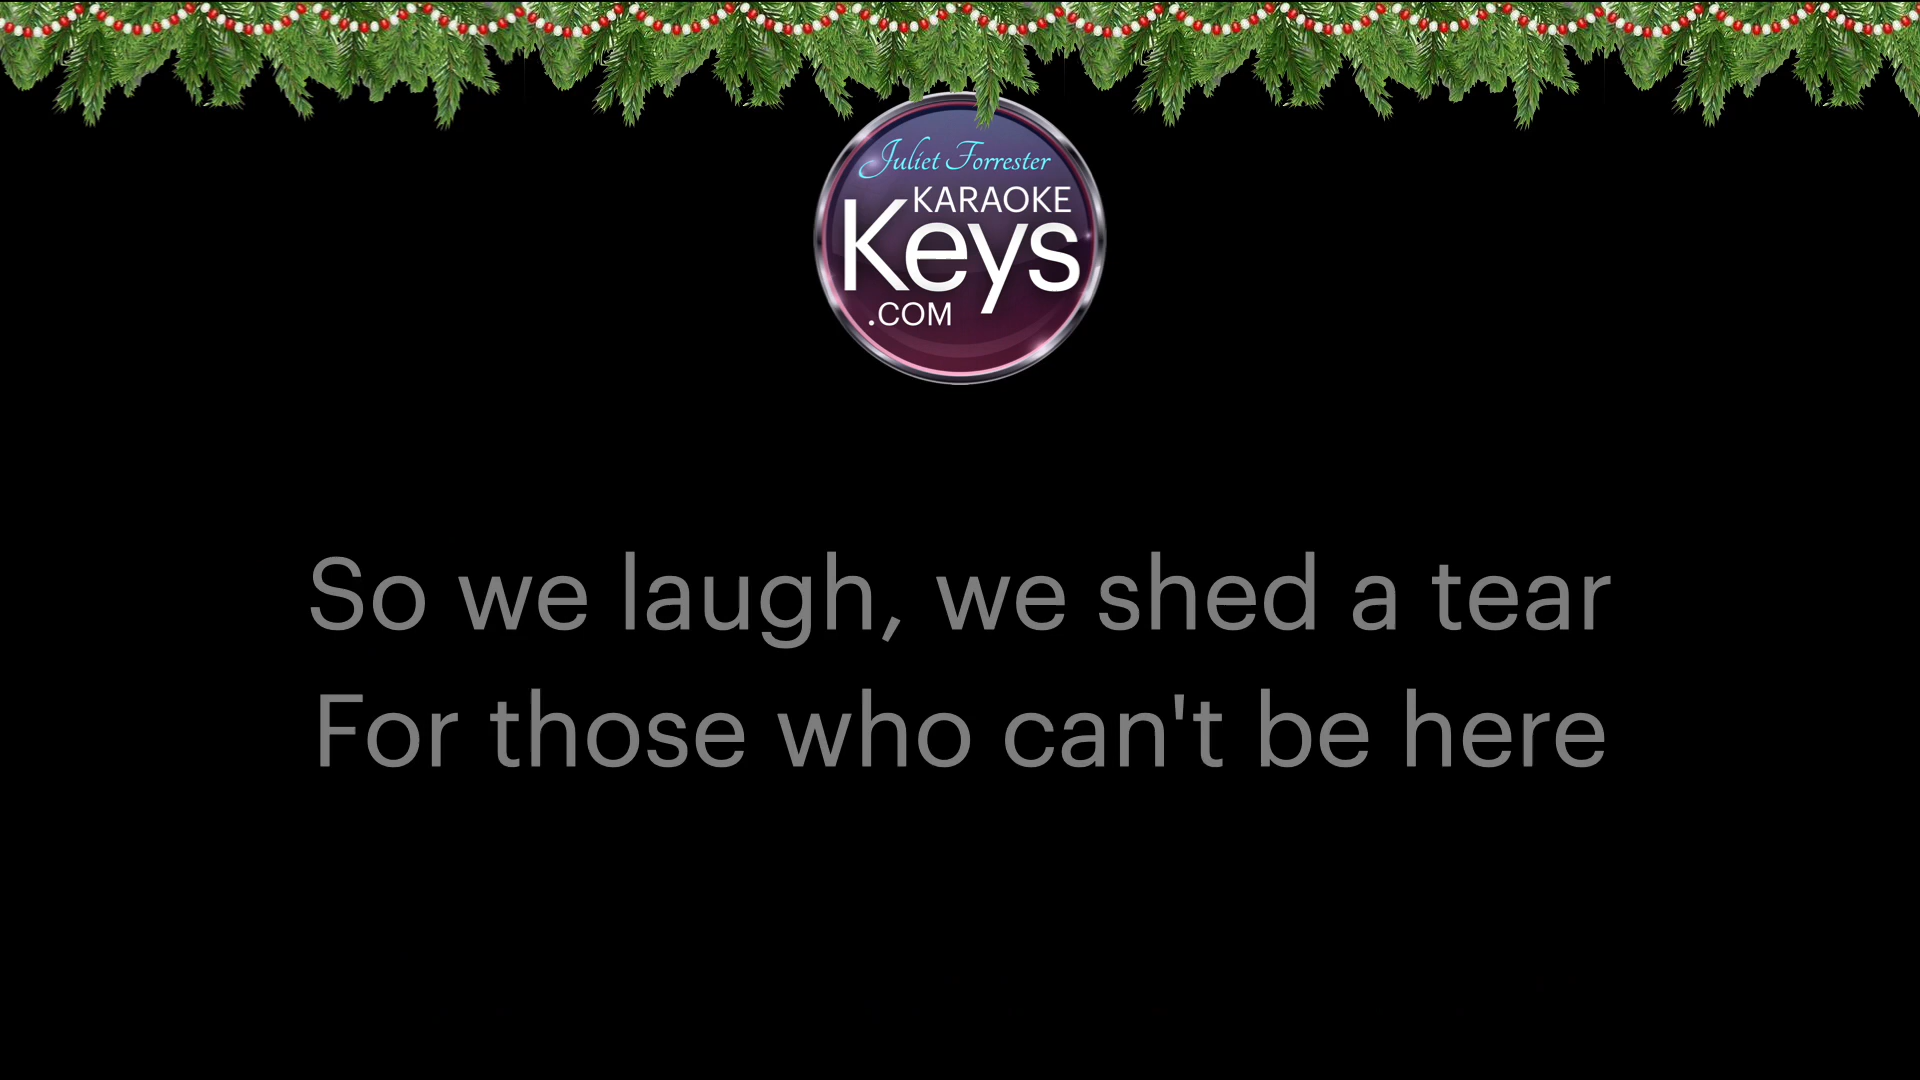 Juliet Forrester
KARAOKE
Keys
.COM
So we laugh, we shed a tear
For those who can't be here